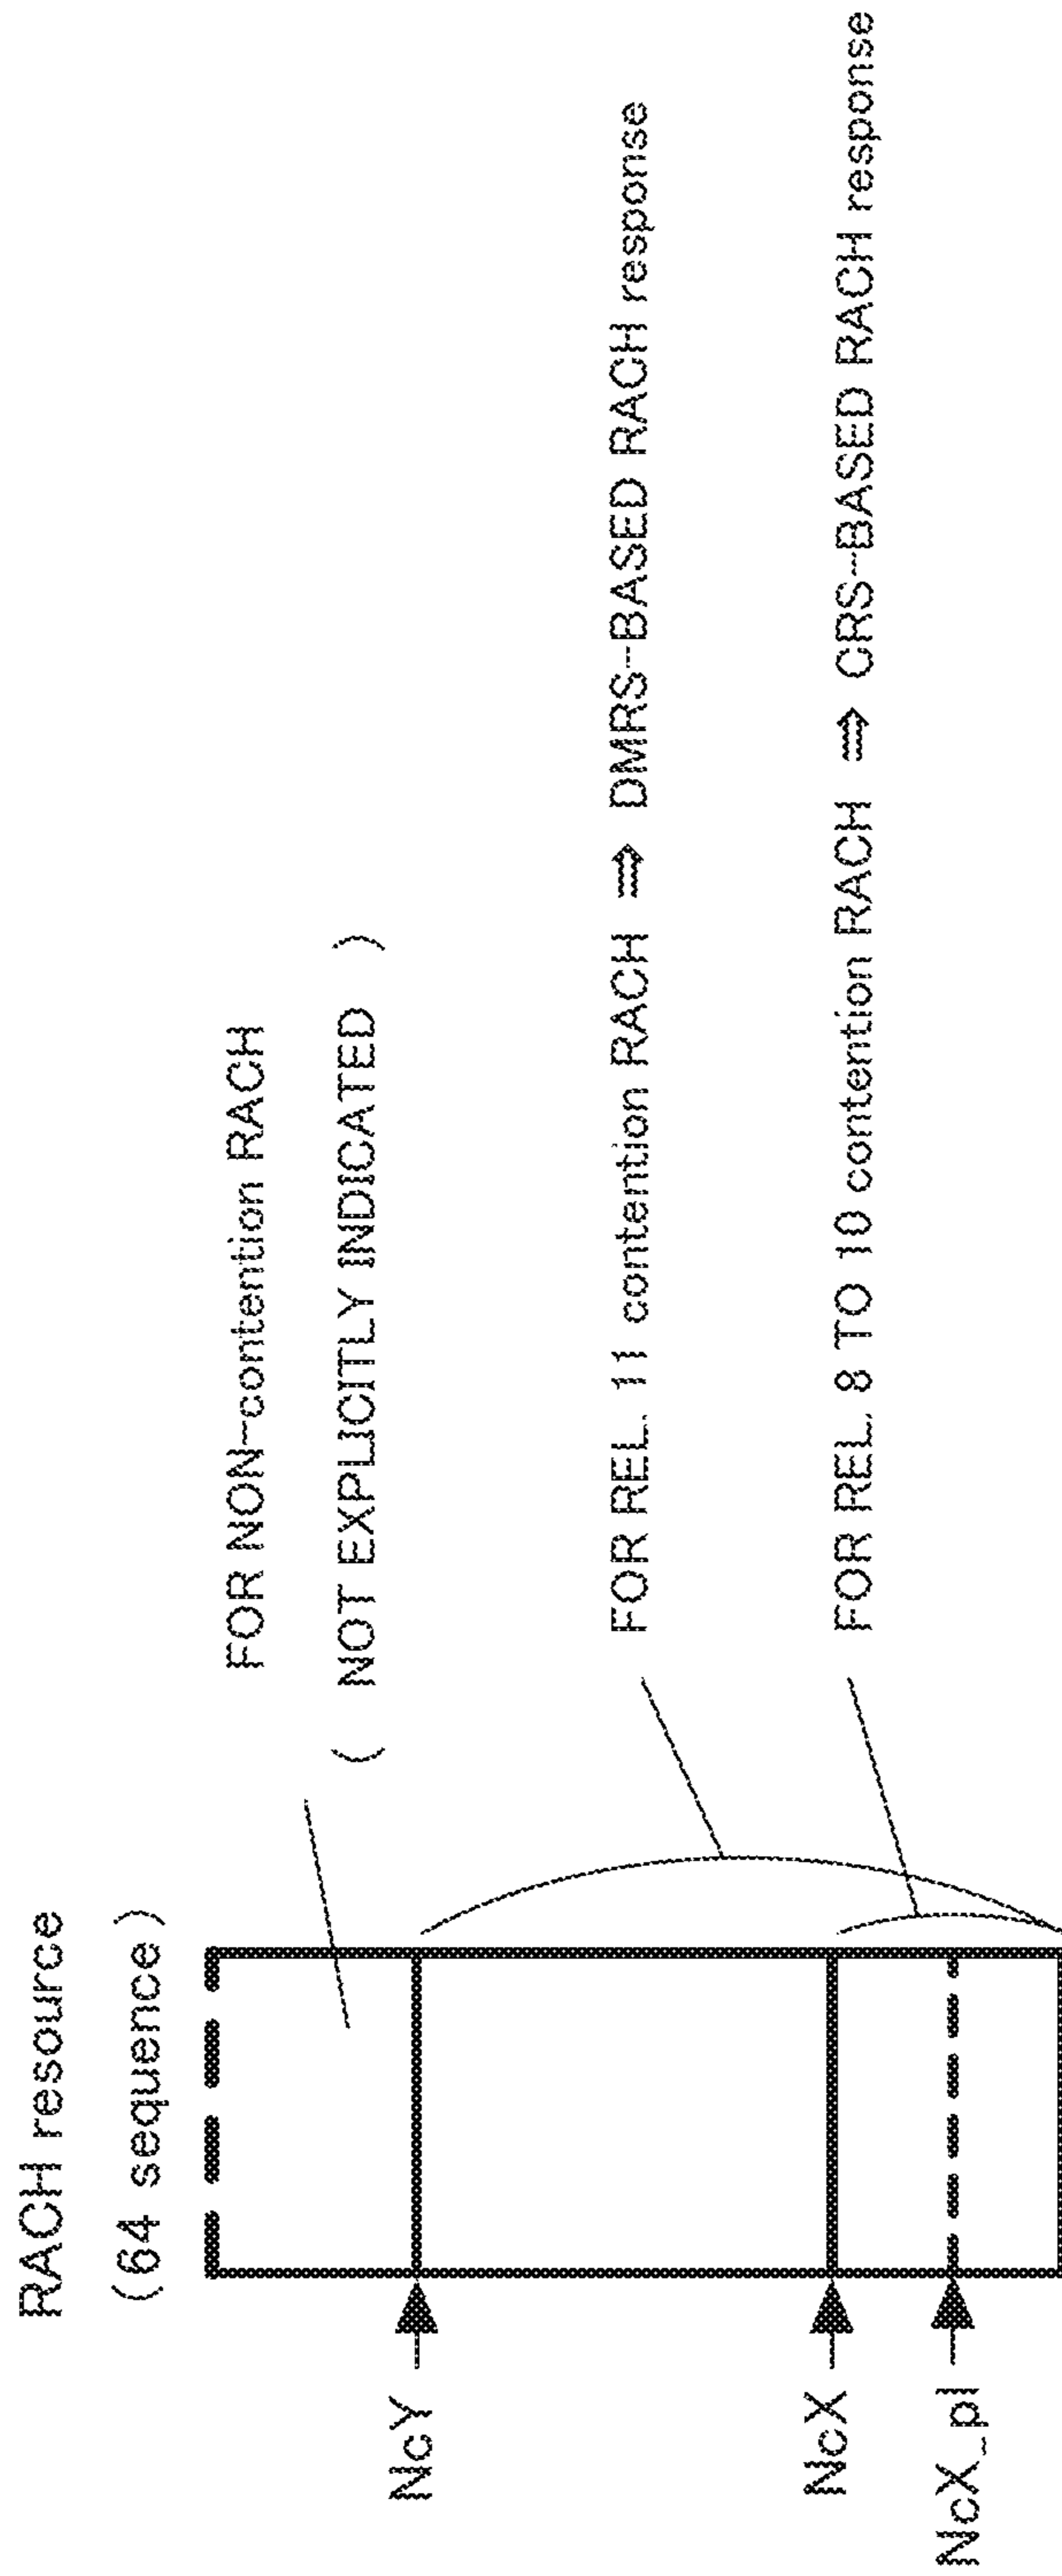 RACH resource
(64 sequence)
FOR NON-contention RACH
( NOT EXPLICITLY INDICATED )
NcY
FOR REL. 11 contention RACH ⇒ DMRS-BASED RACH response
NcX
FOR REL. 8 TO 10 contention RACH ⇒ CRS-BASED RACH response
NcX_pl